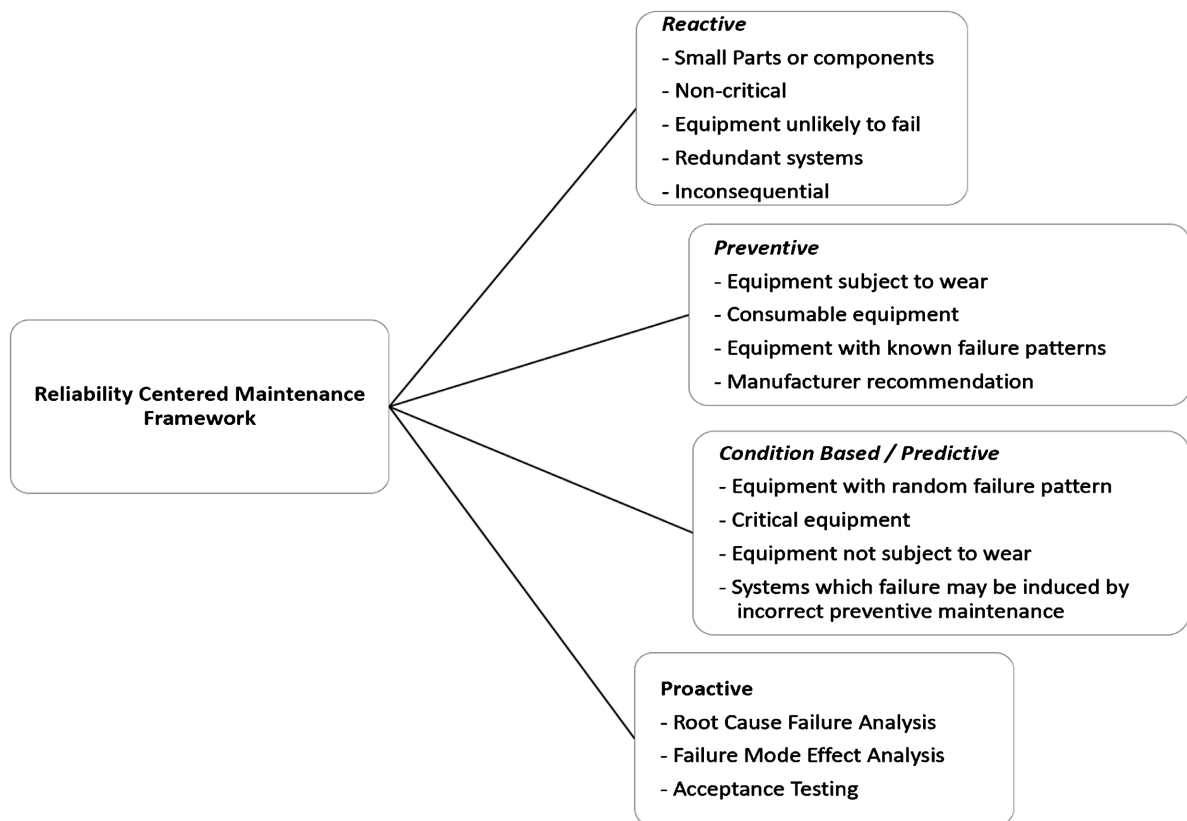 Reactive
- Small Parts or components
- Non-critical
- Equipment unlikely to fail
- Redundant systems
- Inconsequential
Preventive
- Equipment subject to wear
- Consumable equipment
- Equipment with known failure patterns
- Manufacturer recommendation
Reliability Centered Maintenance
Framework
Condition Based / Predictive
- Equipment with random failure pattern
- Critical equipment
- Equipment not subject to wear
- Systems which failure may be induced by
incorrect preventive maintenance
Proactive
- Root Cause Failure Analysis
- Failure Mode Effect Analysis
- Acceptance Testing